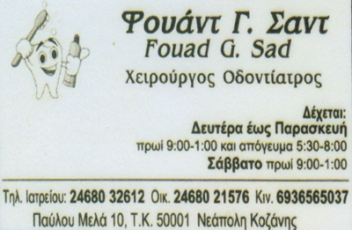 Φουάντ Γ. Σαντ
Fouad G. Sad
Χειρούργος Οδοντίατρος
Δέχεται:
Δευτέρα έως Παρασκευή
πρωί 9:00-1:00 και απόγευμα 5:30-8:00
Σάββατο πρωί 9:00-1:00
Τηλ. Ιατρείου: 24680 32612 Οικ. 24680 21576 Κιν. 6936565037
Παύλου Μελά 10, Τ.Κ. 50001 Νεάπολη Κοζάνης